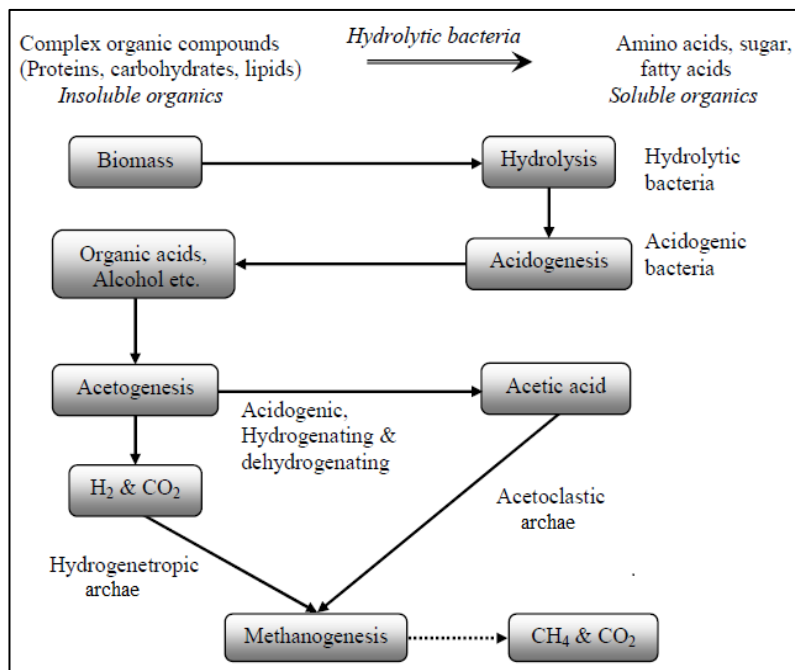 Complex organic compounds
(Proteins, carbohydrates, lipids)
Insoluble organics
Hydrolytic bacteria
Amino acids, sugar,
fatty acids
Soluble organics
Biomass
Hydrolysis
Hydrolytic
bacteria
Organic acids,
Alcohol etc.
Acidogenesis
Acidogenic
bacteria
Acetogenesis
Acetic acid
Acidogenic,
Hydrogenating &
dehydrogenating
H₂ & CO₂
Acetoclastic
archae
Hydrogenetropic
archae
Methanogenesis
CH₄ & CO₂